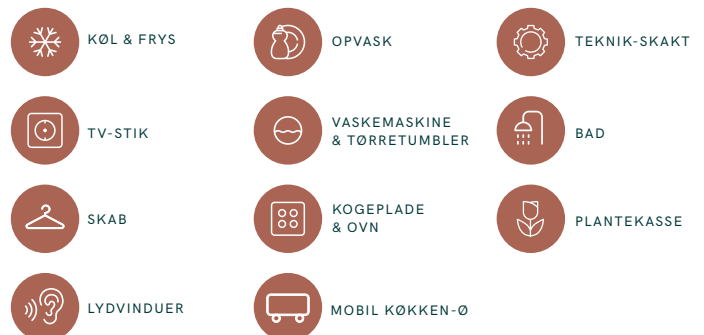 KØL & FRYS
OPVASK
TEKNIK-SKAKT
TV-STIK
VASKEMASKINE
& TØRRETUMBLER
BAD
SKAB
KOGEPLADE
& OVN
PLANTEKASSE
LYDVINDUER
MOBIL KØKKEN-Ø